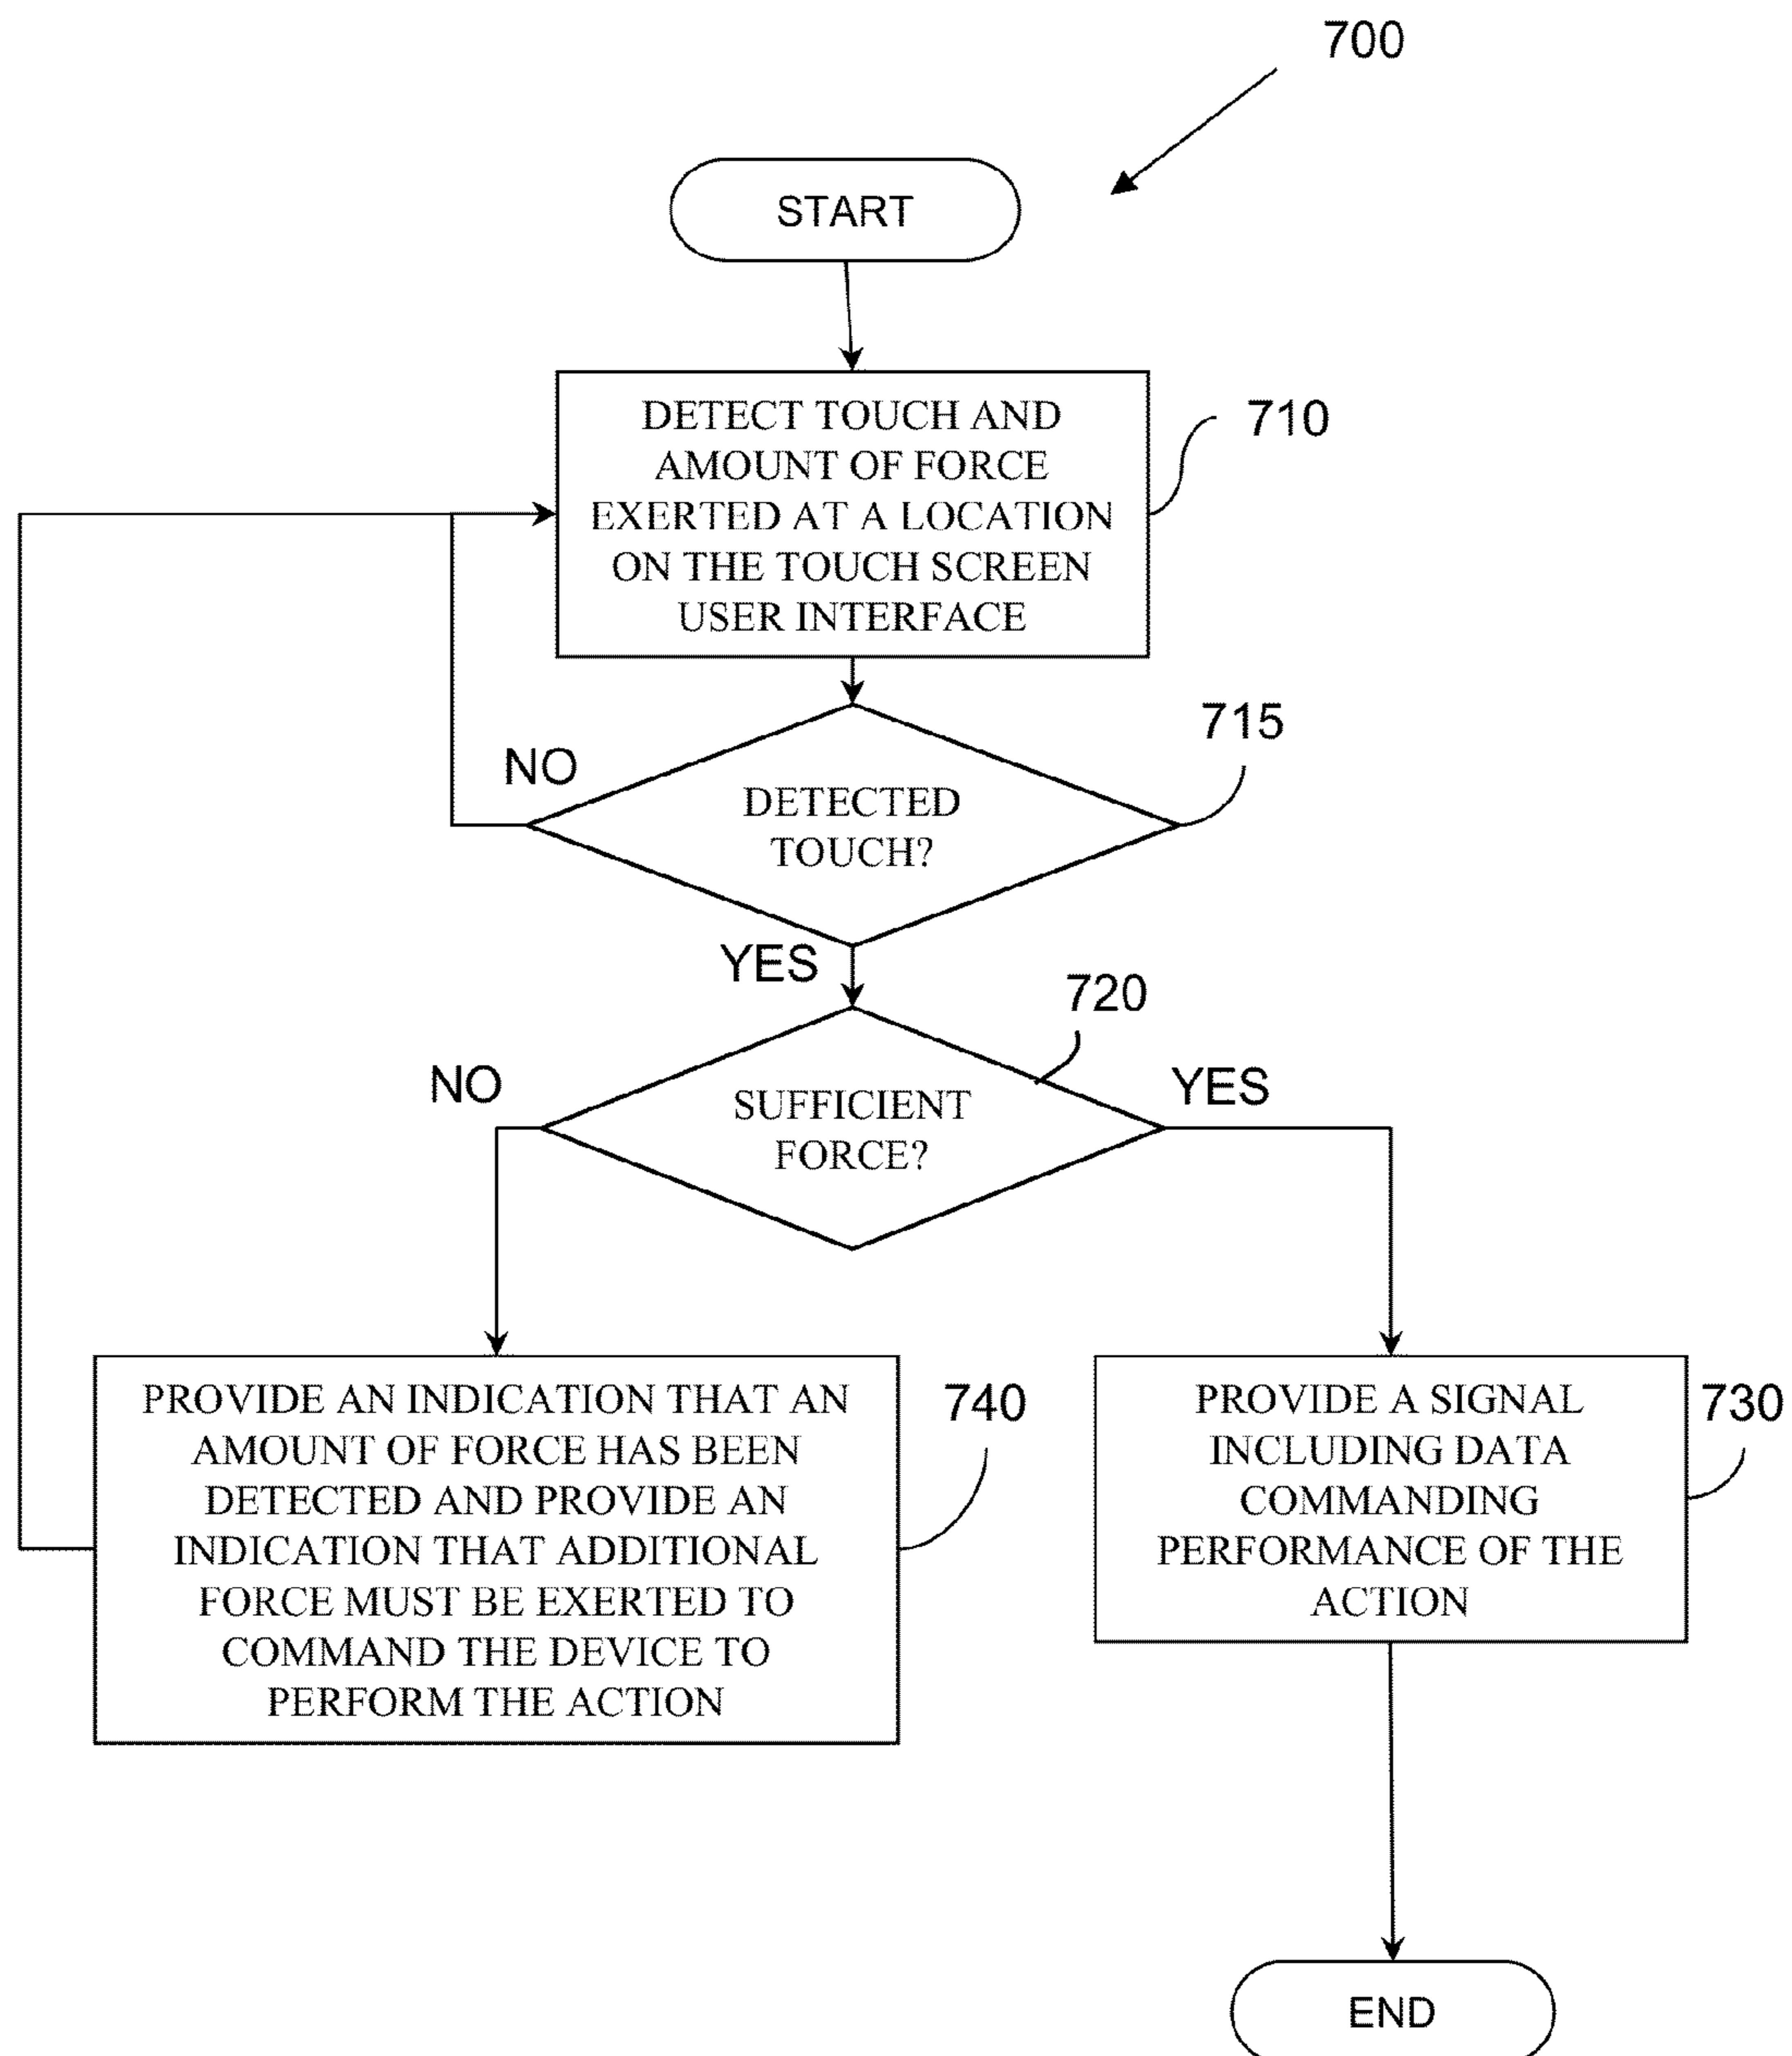 700
START
DETECT TOUCH AND
AMOUNT OF FORCE
EXERTED AT A LOCATION
ON THE TOUCH SCREEN
USER INTERFACE
710
715
NO
DETECTED
TOUCH?
YES
720
NO
YES
SUFFICIENT
FORCE?
PROVIDE AN INDICATION THAT AN
AMOUNT OF FORCE HAS BEEN
DETECTED AND PROVIDE AN
INDICATION THAT ADDITIONAL
FORCE MUST BE EXERTED TO
COMMAND THE DEVICE TO
PERFORM THE ACTION
740
PROVIDE A SIGNAL
INCLUDING DATA
COMMANDING
PERFORMANCE OF THE
ACTION
730
END